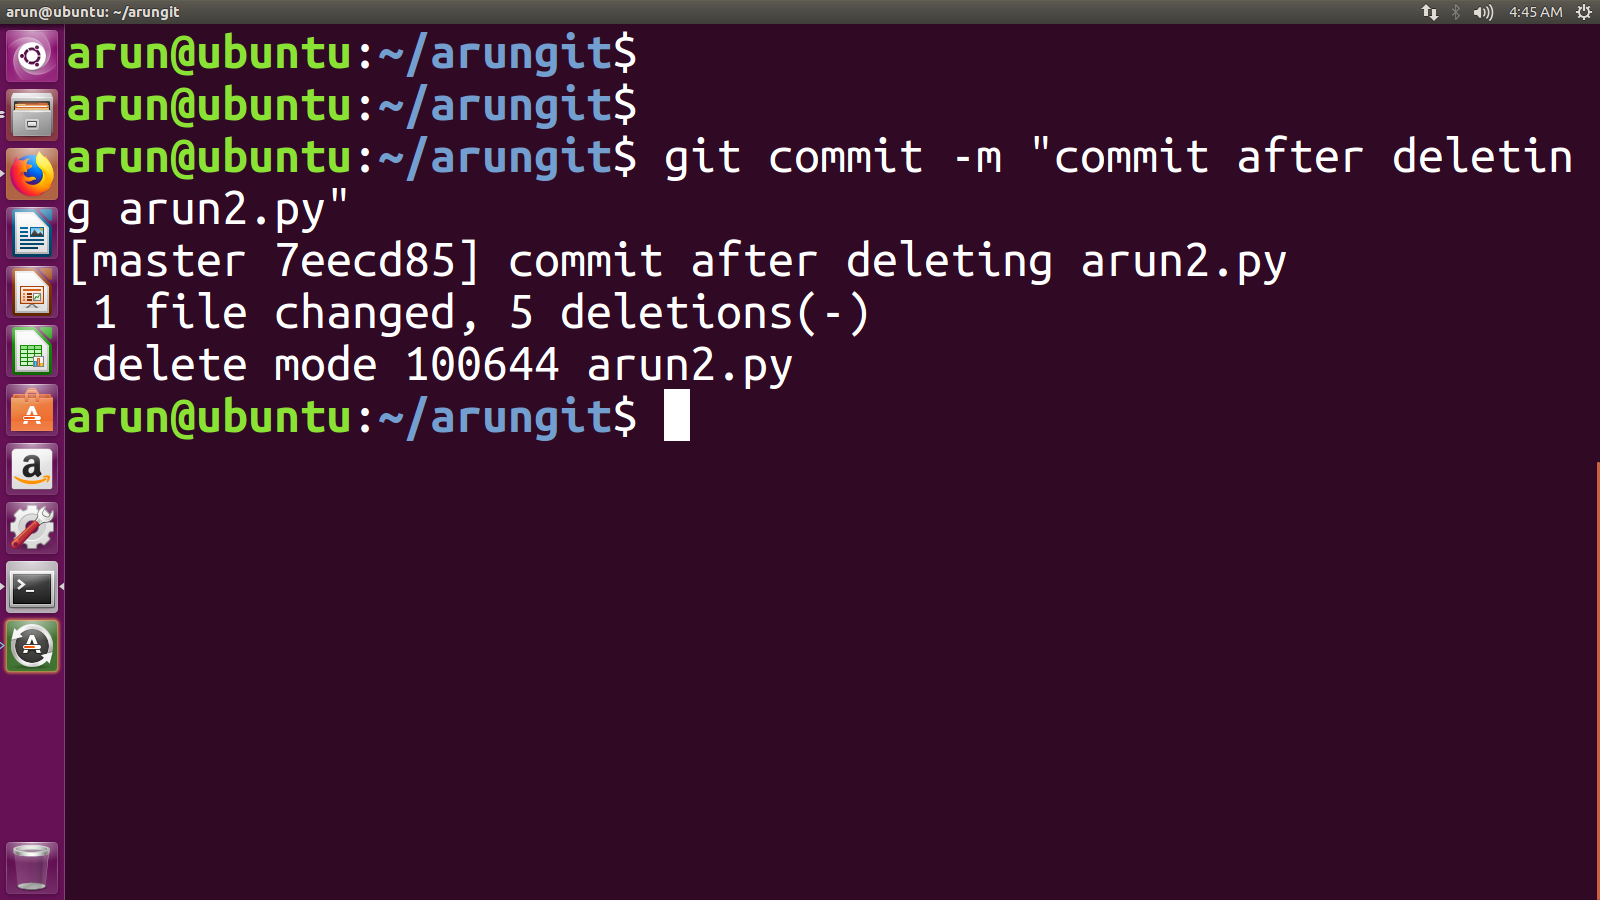 arun@ubuntu: ~/arungit
4:45 AM
arun@ubuntu:~/arungit$
arun@ubuntu:~/arungit$
arun@ubuntu:~/arungit$ git commit -m "commit after deletin
g arun2.py"
[master 7eecd85] commit after deleting arun2.py
 1 file changed, 5 deletions(-)
 delete mode 100644 arun2.py
arun@ubuntu:~/arungit$